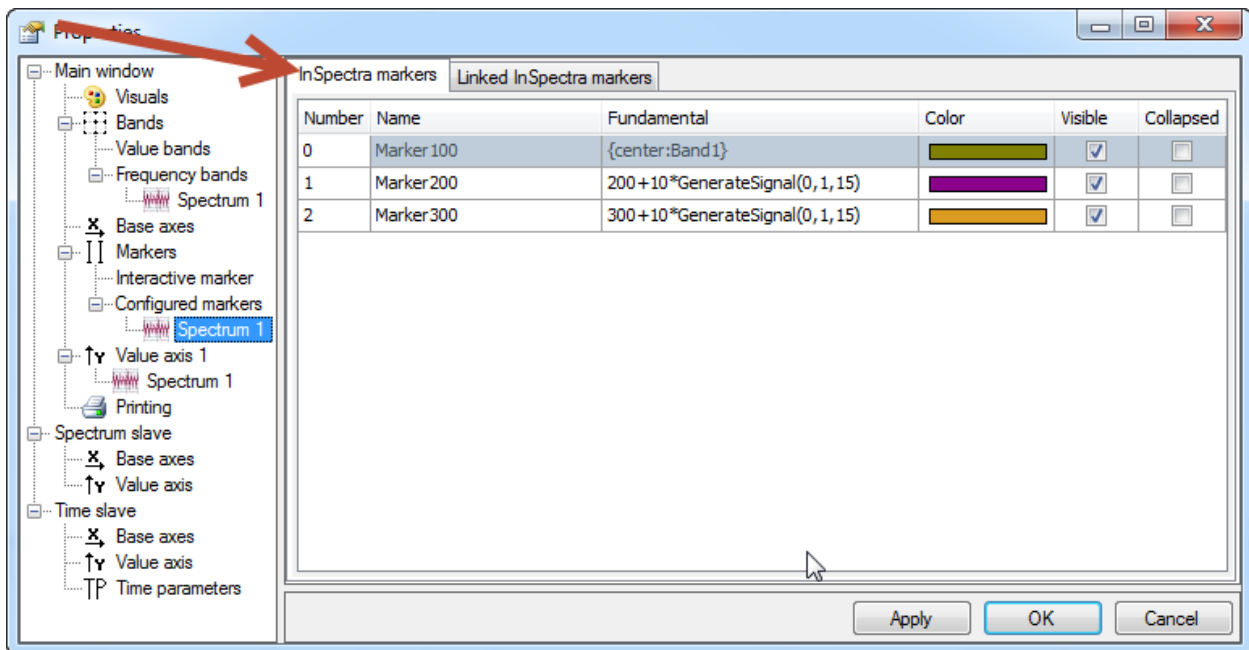 Properties
Main window
Visuals
Bands
Value bands
Frequency bands
Spectrum 1
X Base axes
Markers
Interactive marker
Configured markers
Spectrum 1
Y Value axis 1
Spectrum 1
Printing
Spectrum slave
X Base axes
Y Value axis
Time slave
X Base axes
Y Value axis
TP Time parameters
InSpectra markers Linked InSpectra markers
Number Name Fundamental Color Visible Collapsed
0 Marker100 {center:Band1}
1 Marker200 200+10*GenerateSignal(0,1,15)
2 Marker300 300+10*GenerateSignal(0,1,15)
Apply OK Cancel